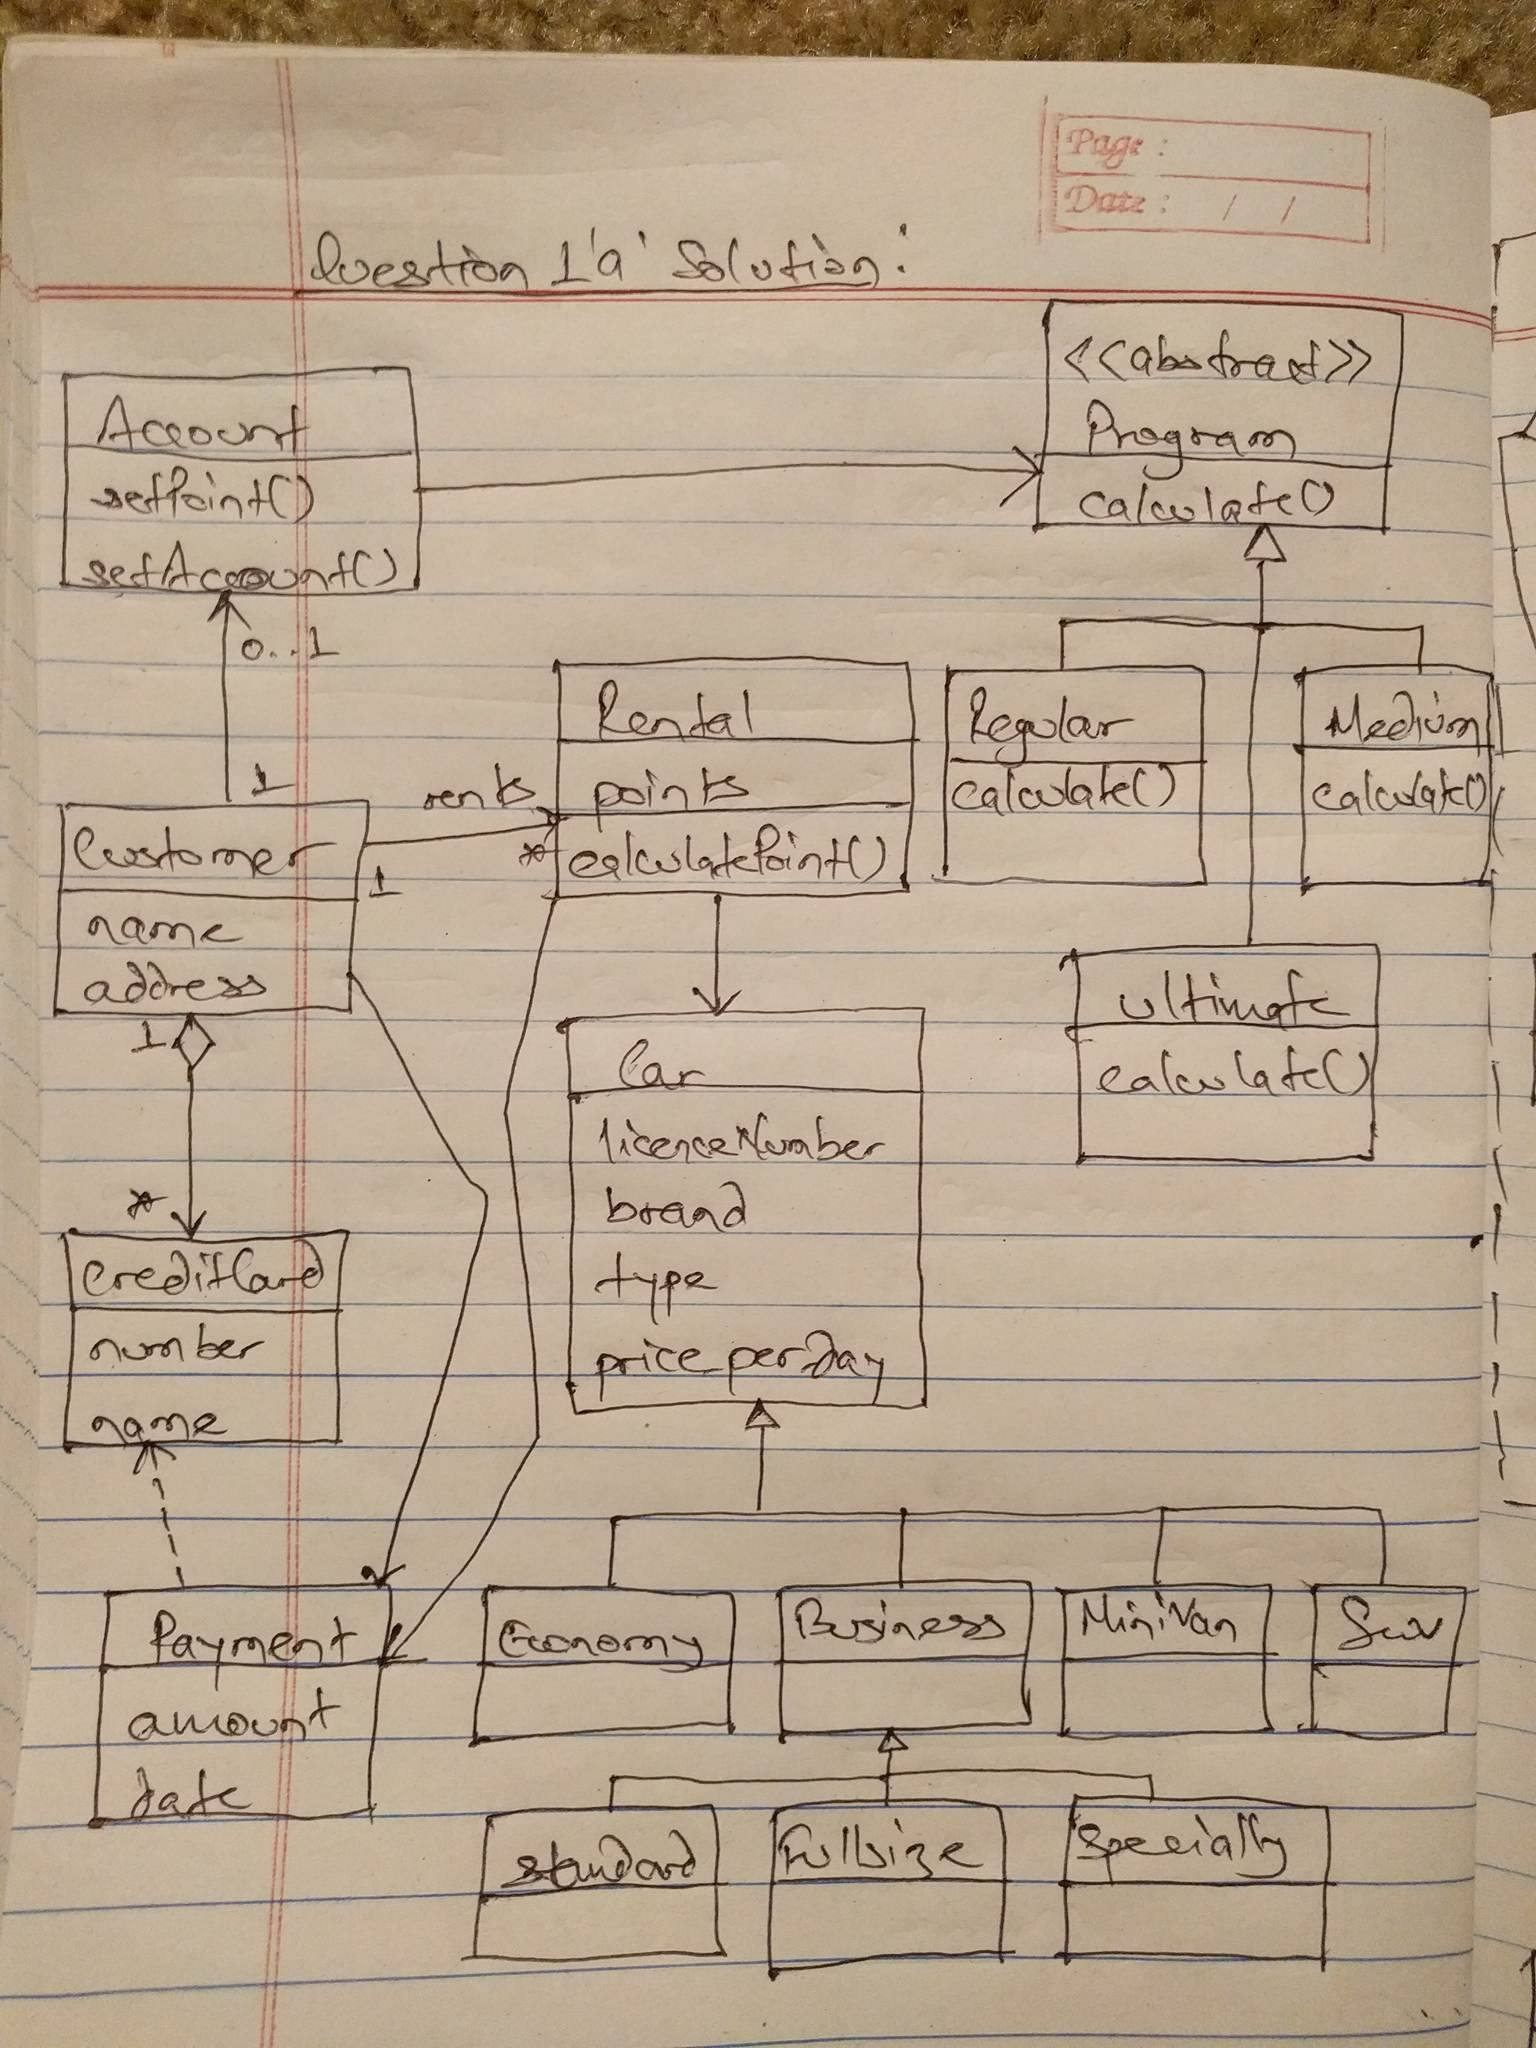 Page :
Date : / /
Question 1 'a' Solution :
<<abstract>>
Program
calculate()
Account
setPoint()
setAccount()
0..1
1
Rental
points
calculatePoint()
Regular
calculate()
Medium
calculate()
rents
*
1
Customer
name
address
1
*
Ultimate
calculate()
Car
licenceNumber
brand
type
price_per_day
CreditCard
number
name
Payment
amount
date
Economy
Business
MiniVan
Suv
standard
Fullsize
Specially